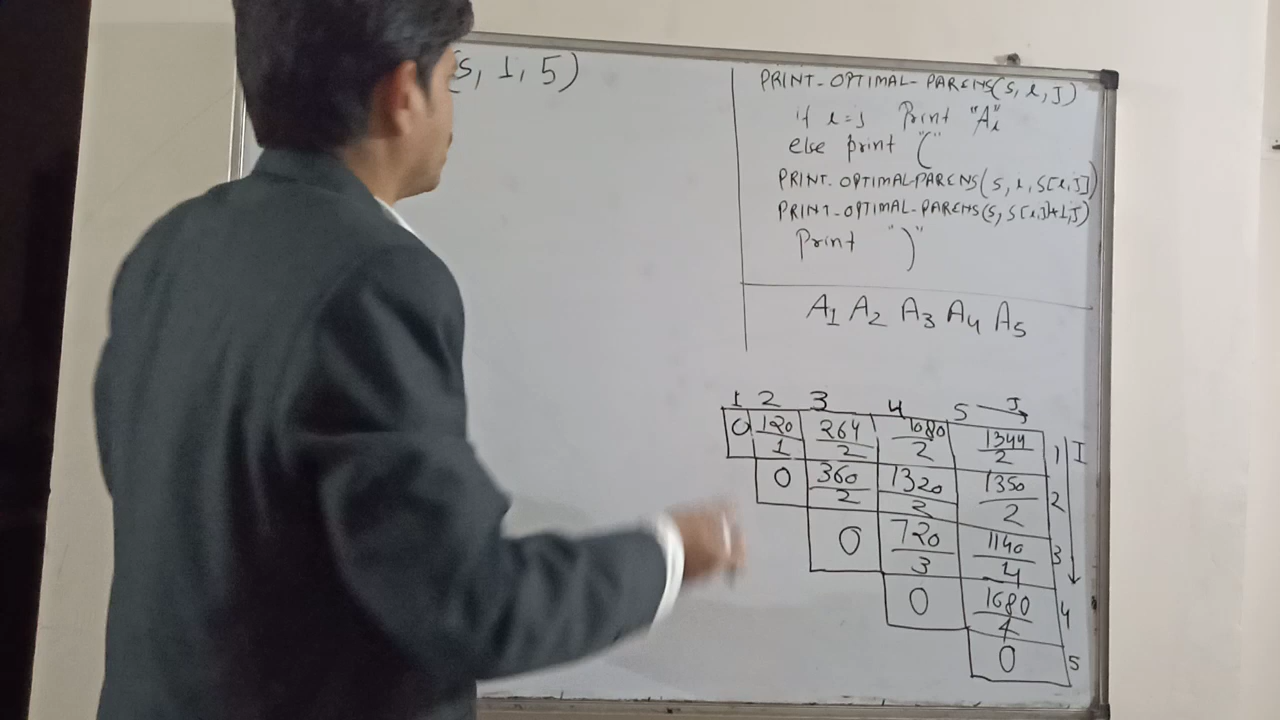 (S, 1, 5)
PRINT-OPTIMAL-PARENS(S, i, J)
if i=j Print "Ai"
else print "("
PRINT-OPTIMAL-PARENS(S, i, S[i,J])
PRINT-OPTIMAL-PARENS(S, S[i,J]+1,J)
Print ")"
A1 A2 A3 A4 A5
1 2 3 4 5 J
0 120/1 264/2 1080/2 1344/2 1 I
0 360/2 1320/2 1350/2 2
0 720/3 1140/4 3
0 1680/4 4
0 5